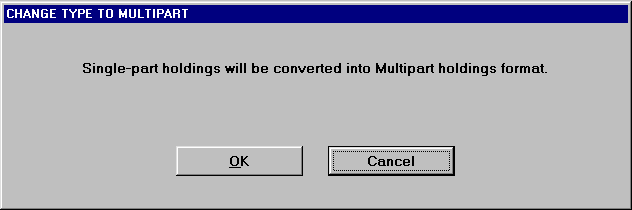 CHANGE TYPE TO MULTIPART
Single-part holdings will be converted into Multipart holdings format.
OK
Cancel